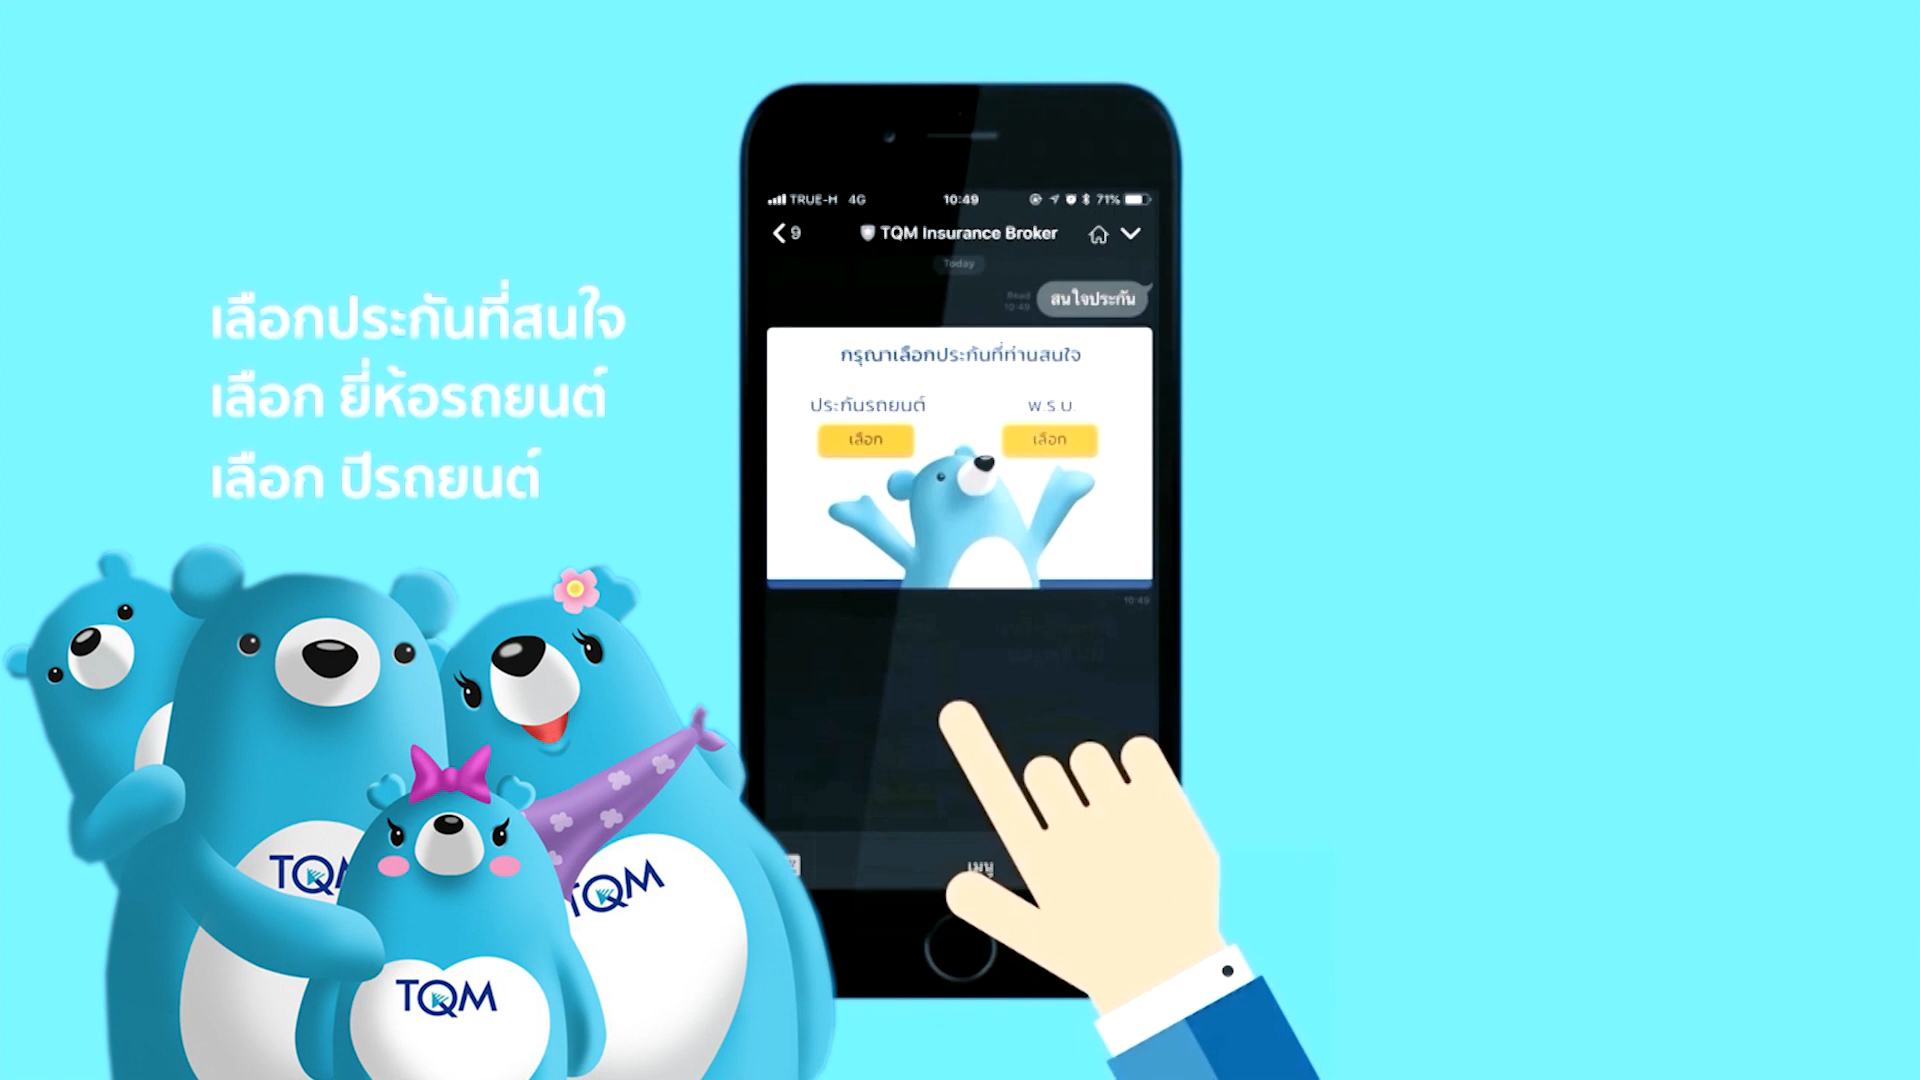 เลือกประกันที่สนใจ
เลือก ยี่ห้อรถยนต์
เลือก ปีรถยนต์
TRUE-H 4G 10:49 71%
9 TQM Insurance Broker
Today
Read
10:49
สนใจประกัน
กรุณาเลือกประกันที่ท่านสนใจ
ประกันรถยนต์ พ.ร.บ.
เลือก เลือก
10:49
เมนู
TQM
TQM
TQM